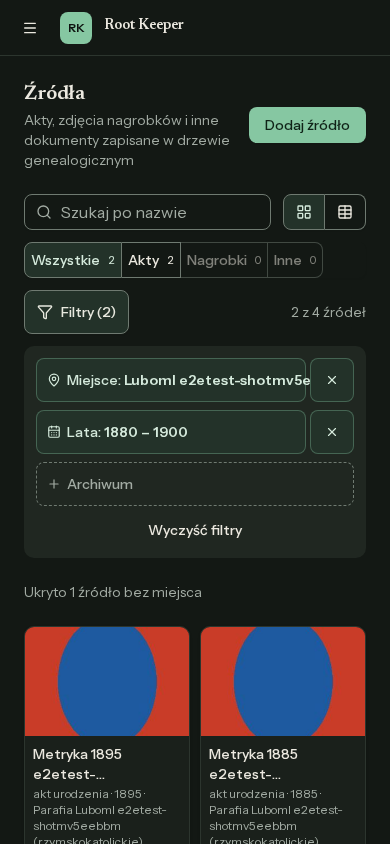 RK Root Keeper
Źródła
Akty, zdjęcia nagrobków i inne
dokumenty zapisane w drzewie
genealogicznym
Dodaj źródło
Szukaj po nazwie
Wszystkie 2 Akty 2 Nagrobki 0 Inne 0
Filtry (2)
2 z 4 źródeł
Miejsce: Luboml e2etest-shotmv5e
Lata: 1880 – 1900
Archiwum
Wyczyść filtry
Ukryto 1 źródło bez miejsca
Metryka 1895
e2etest-…
akt urodzenia · 1895 ·
Parafia Luboml e2etest-
shotmv5eebbm
(rzymskokatolickie)
Metryka 1885
e2etest-…
akt urodzenia · 1885 ·
Parafia Luboml e2etest-
shotmv5eebbm
(rzymskokatolickie)